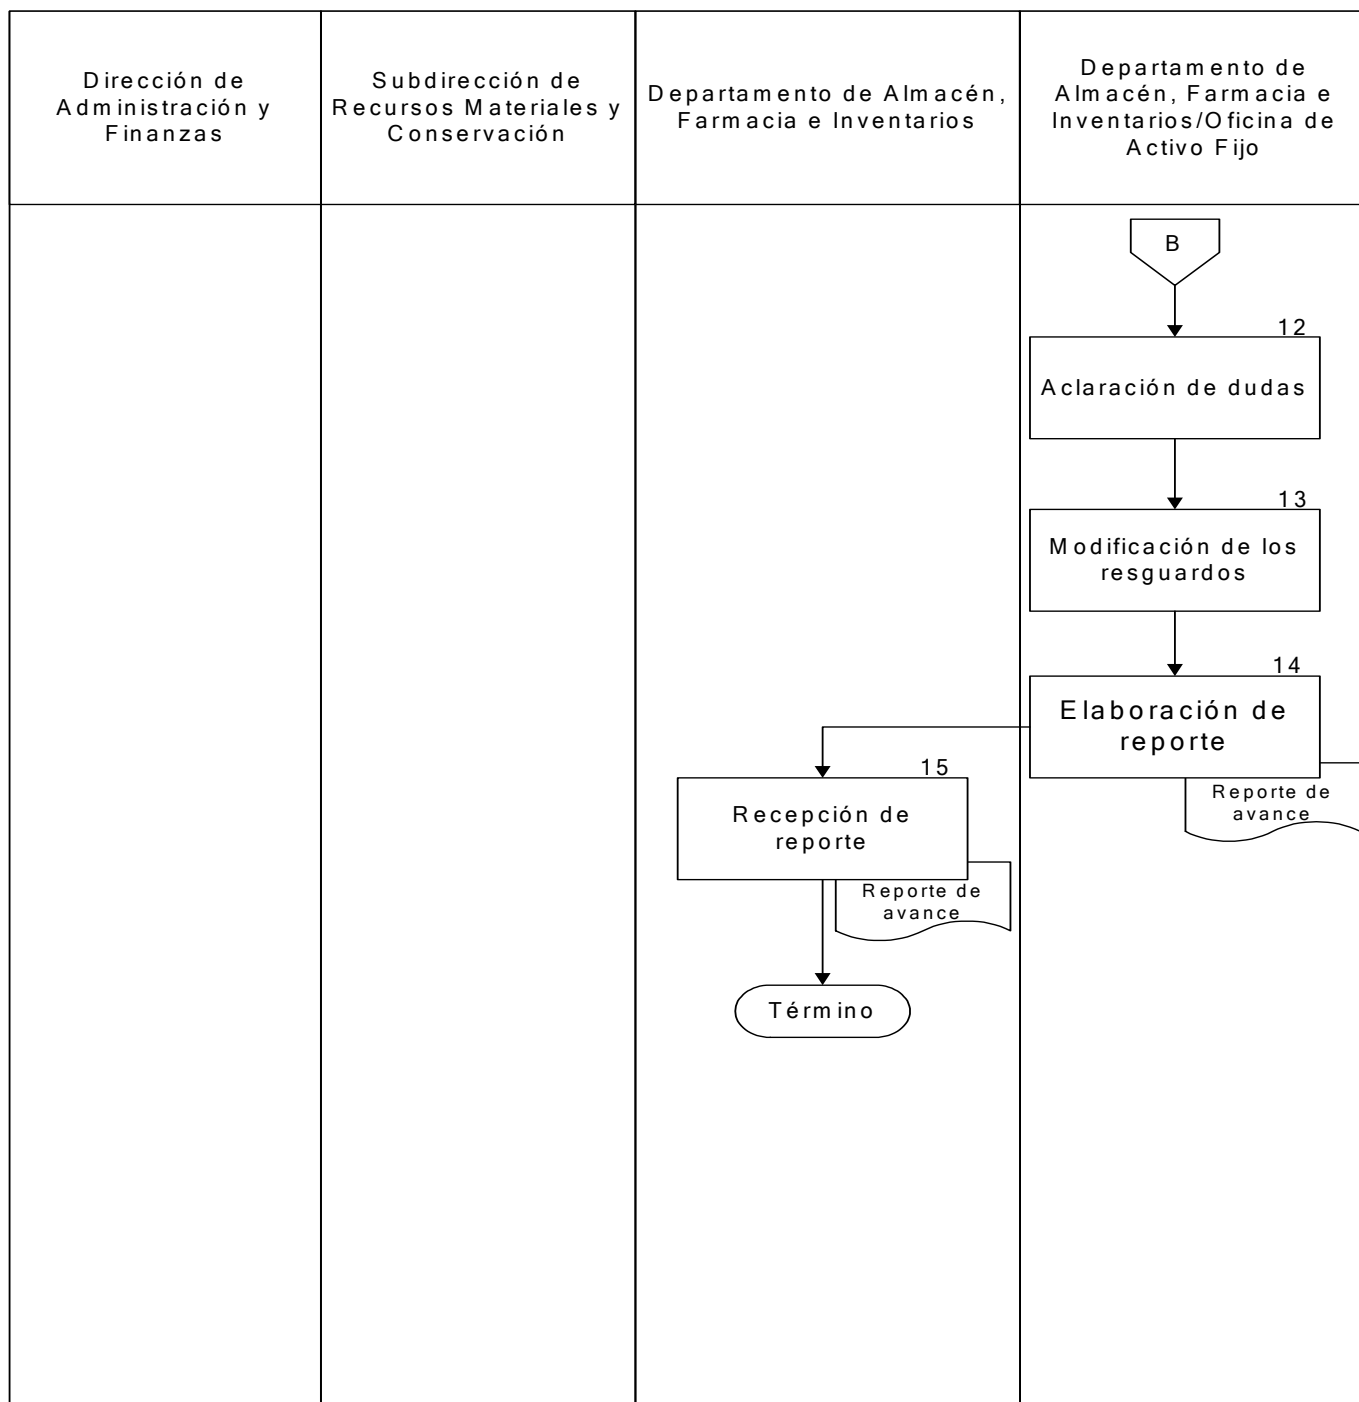 Dirección de
Administración y
Finanzas
Subdirección de
Recursos Materiales y
Conservación
Departamento de Almacén,
Farmacia e Inventarios
Departamento de
Almacén, Farmacia e
Inventarios/Oficina de
Activo Fijo
B
12
Aclaración de dudas
13
Modificación de los
resguardos
14
Elaboración de
reporte
Reporte de
avance
15
Recepción de
reporte
Reporte de
avance
Término